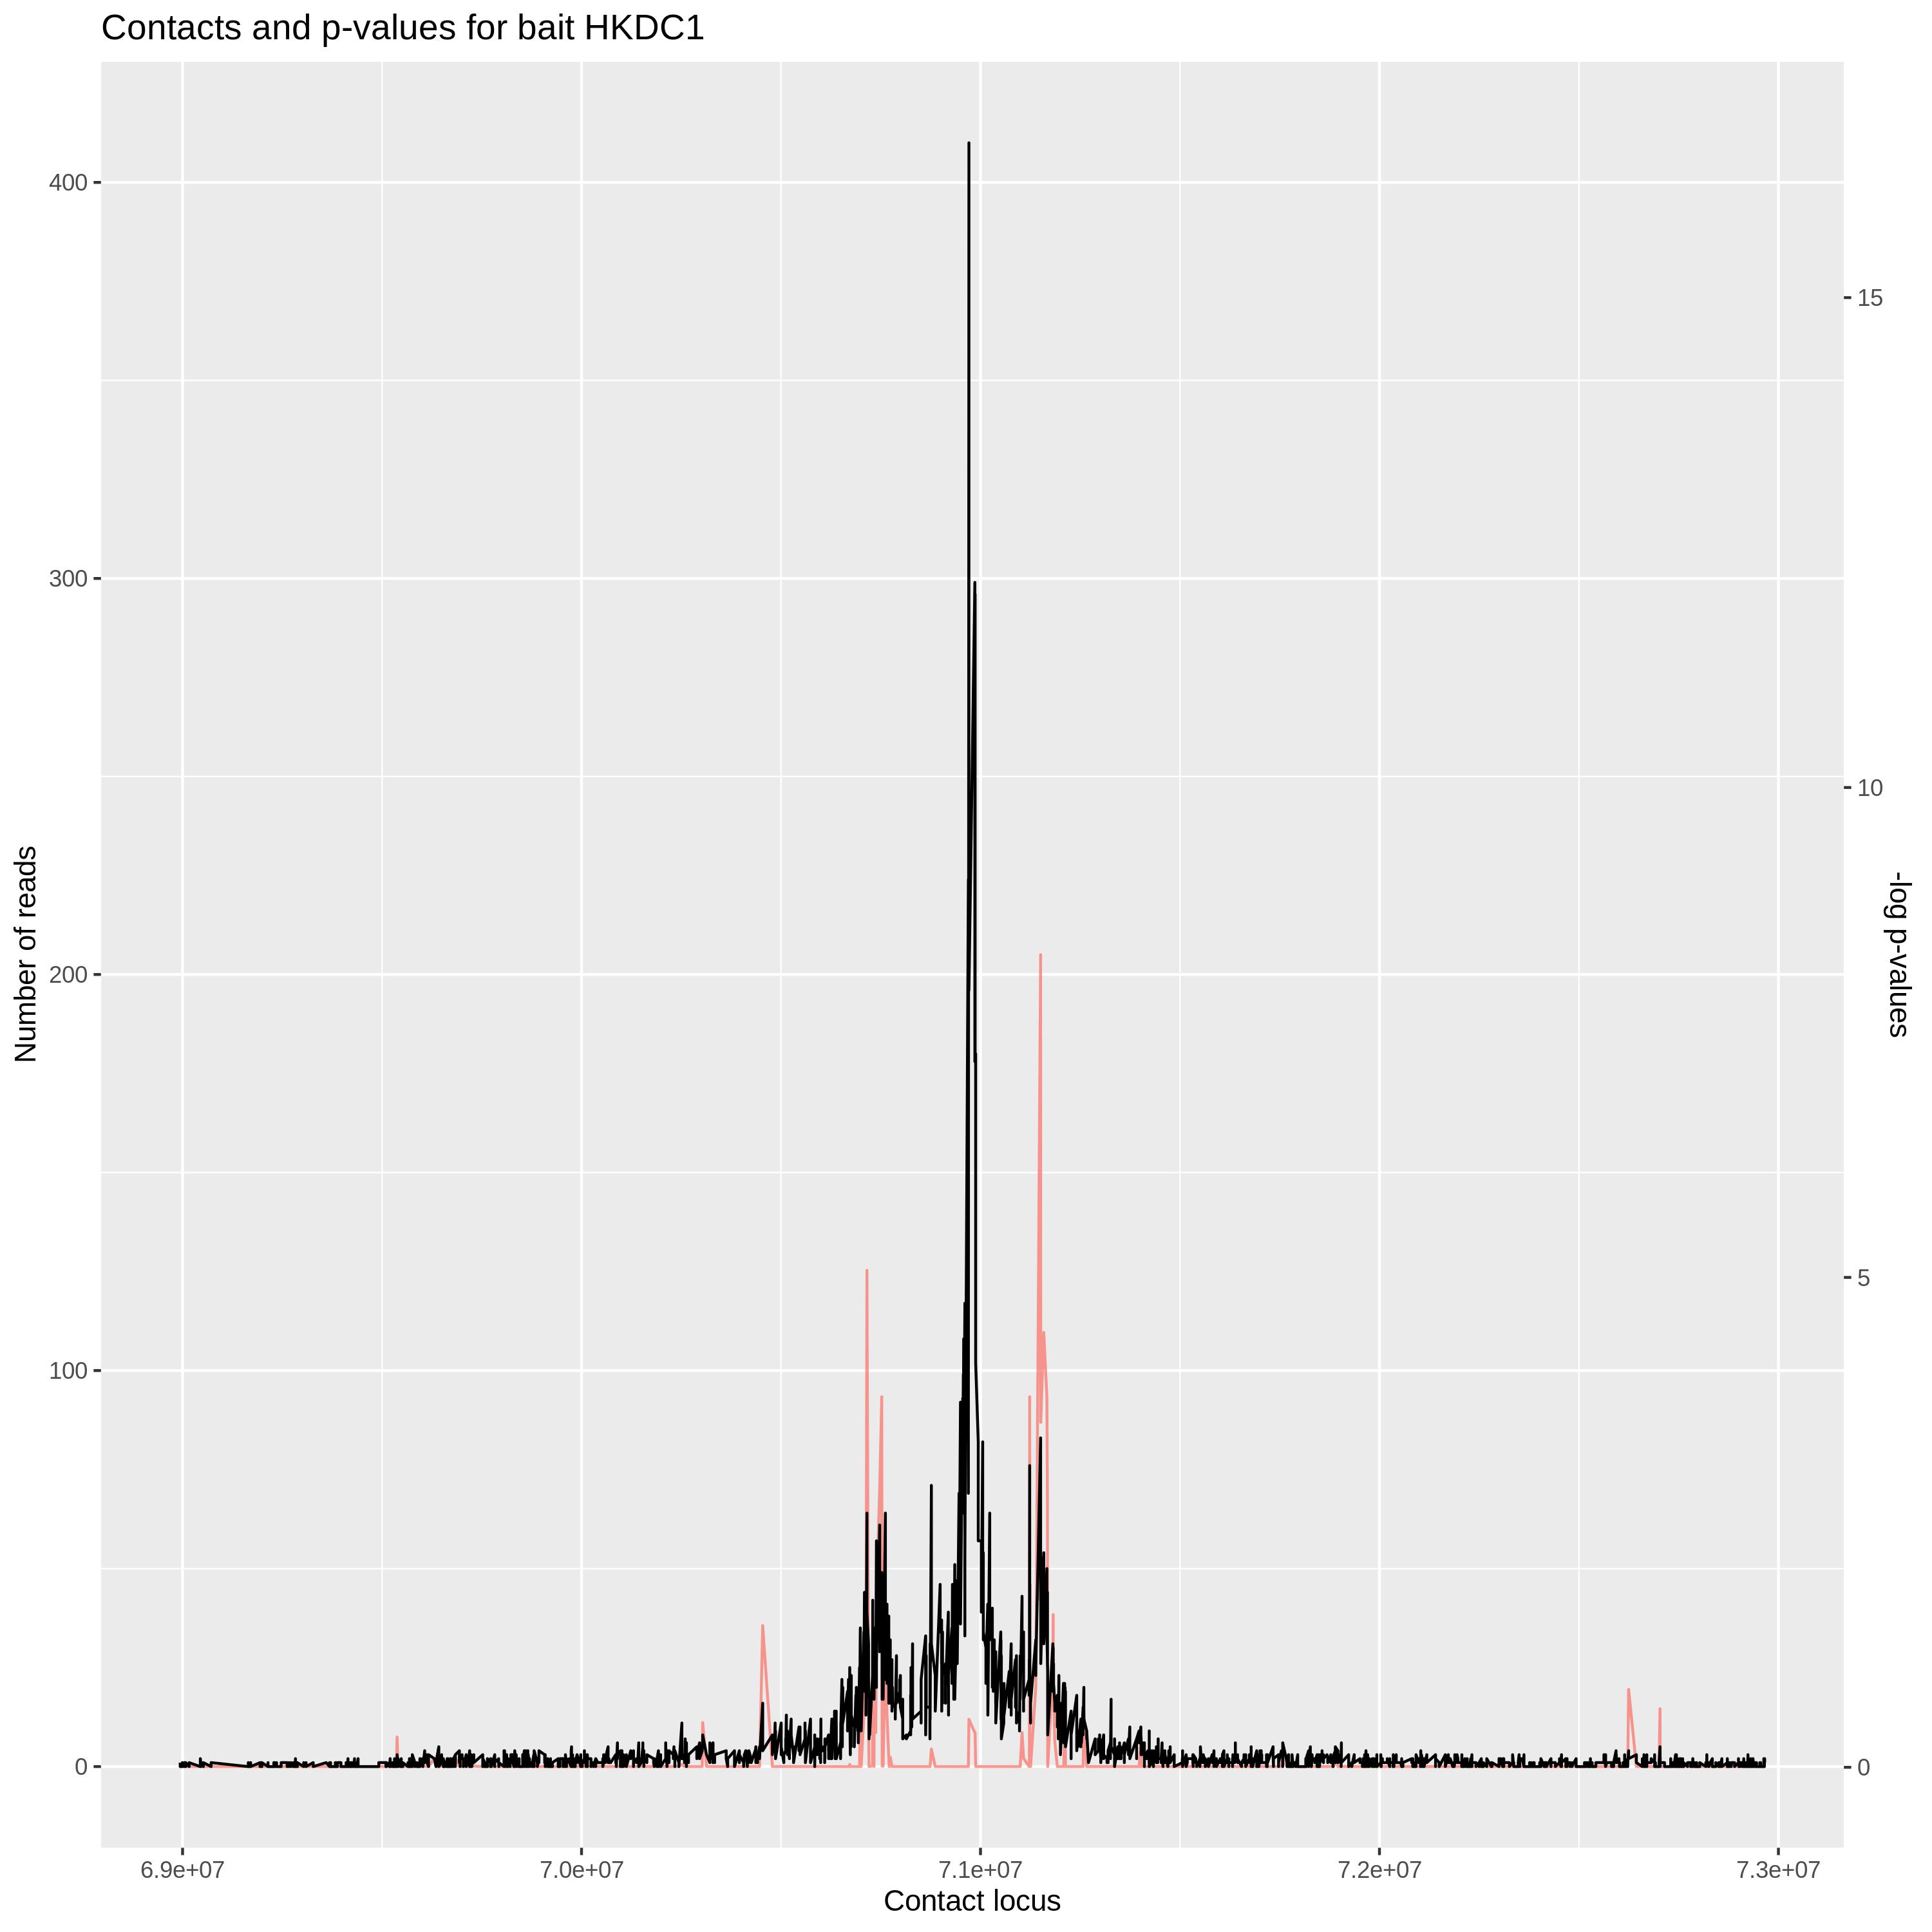 Contacts and p-values for bait HKDC1
400
300
200
100
0
Number of reads
15
10
5
0
-log p-values
6.9e+07 7.0e+07 7.1e+07 7.2e+07 7.3e+07
Contact locus